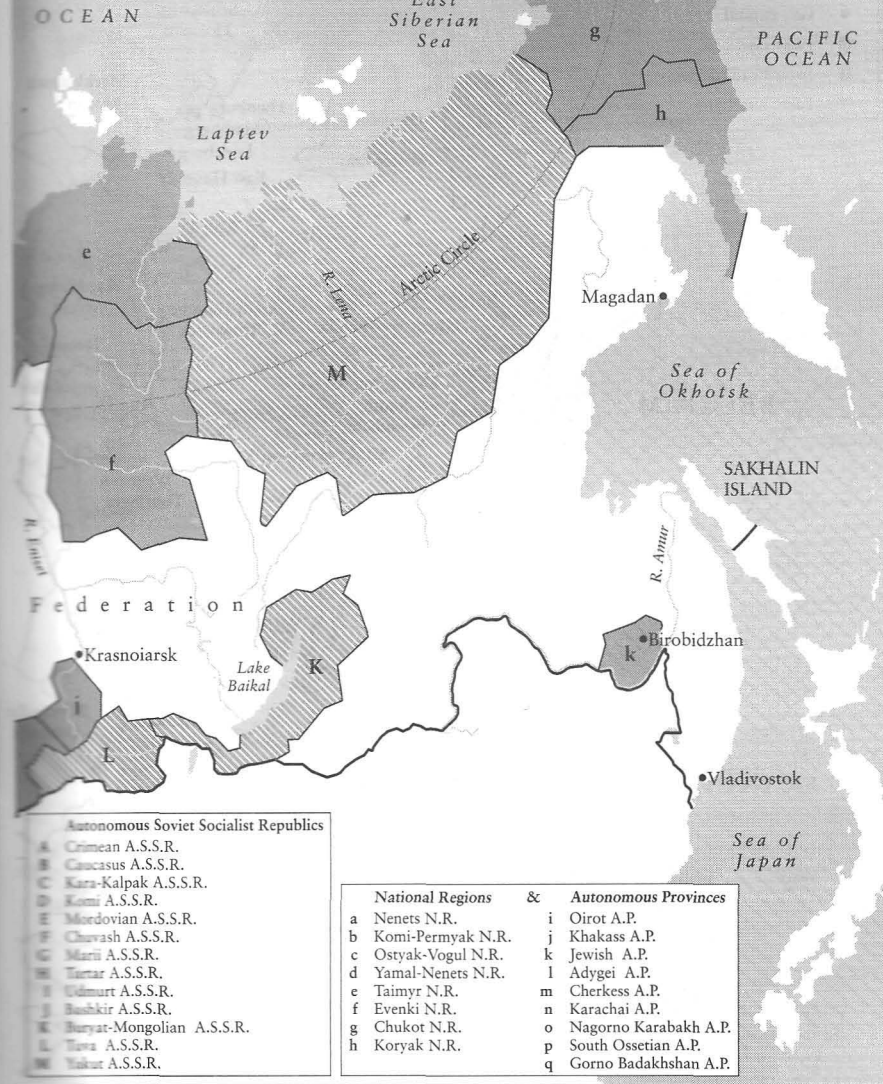 OCEAN
East
Siberian
Sea
g
PACIFIC
OCEAN
h
Laptev
Sea
e
Arctic Circle
R. Lena
Magadan
M
Sea of
Okhotsk
f
SAKHALIN
ISLAND
R. Enisei
R. Amur
Federation
Krasnoiarsk
Lake
Baikal
K
k
Birobidzhan
i
L
Vladivostok
Sea of
Japan
Autonomous Soviet Socialist Republics
A Crimean A.S.S.R.
B Caucasus A.S.S.R.
C Kara-Kalpak A.S.S.R.
D Komi A.S.S.R.
E Mordovian A.S.S.R.
F Chuvash A.S.S.R.
G Marii A.S.S.R.
H Tartar A.S.S.R.
I Udmurt A.S.S.R.
J Bashkir A.S.S.R.
K Buryat-Mongolian A.S.S.R.
L Tuva A.S.S.R.
M Yakut A.S.S.R.
National Regions & Autonomous Provinces
a Nenets N.R. i Oirot A.P.
b Komi-Permyak N.R. j Khakass A.P.
c Ostyak-Vogul N.R. k Jewish A.P.
d Yamal-Nenets N.R. l Adygei A.P.
e Taimyr N.R. m Cherkess A.P.
f Evenki N.R. n Karachai A.P.
g Chukot N.R. o Nagorno Karabakh A.P.
h Koryak N.R. p South Ossetian A.P.
q Gorno Badakhshan A.P.